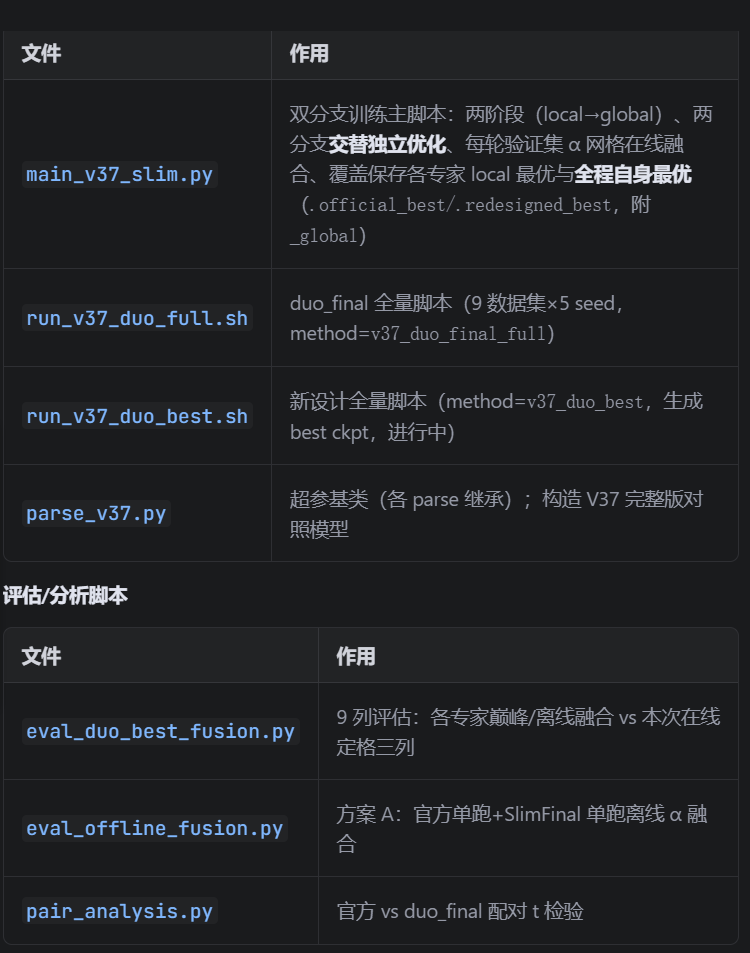 文件 作用
双分支训练主脚本：两阶段（local→global）、两
分支交替独立优化、每轮验证集 α 网格在线融
main_v37_slim.py 合、覆盖保存各专家 local 最优与全程自身最优
（.official_best/.redesigned_best，附
_global）
run_v37_duo_full.sh duo_final 全量脚本（9 数据集×5 seed，
method=v37_duo_final_full）
run_v37_duo_best.sh 新设计全量脚本（method=v37_duo_best，生成
best ckpt，进行中）
parse_v37.py 超参基类（各 parse 继承）；构造 V37 完整版对
照模型
评估/分析脚本
文件 作用
eval_duo_best_fusion.py 9 列评估：各专家巅峰/离线融合 vs 本次在线
定格三列
eval_offline_fusion.py 方案 A：官方单跑+SlimFinal 单跑离线 α 融
合
pair_analysis.py 官方 vs duo_final 配对 t 检验